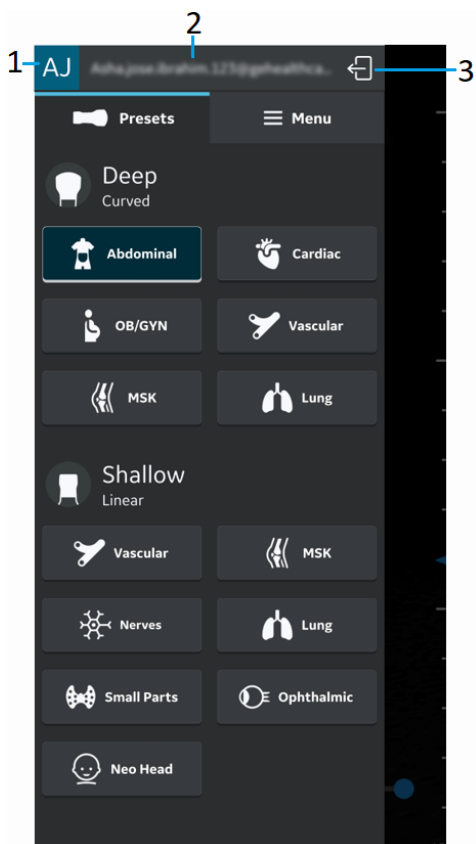 2
1
AJ
3
Presets
Menu
Deep
Curved
Abdominal
Cardiac
OB/GYN
Vascular
MSK
Lung
Shallow
Linear
Vascular
MSK
Nerves
Lung
Small Parts
Ophthalmic
Neo Head